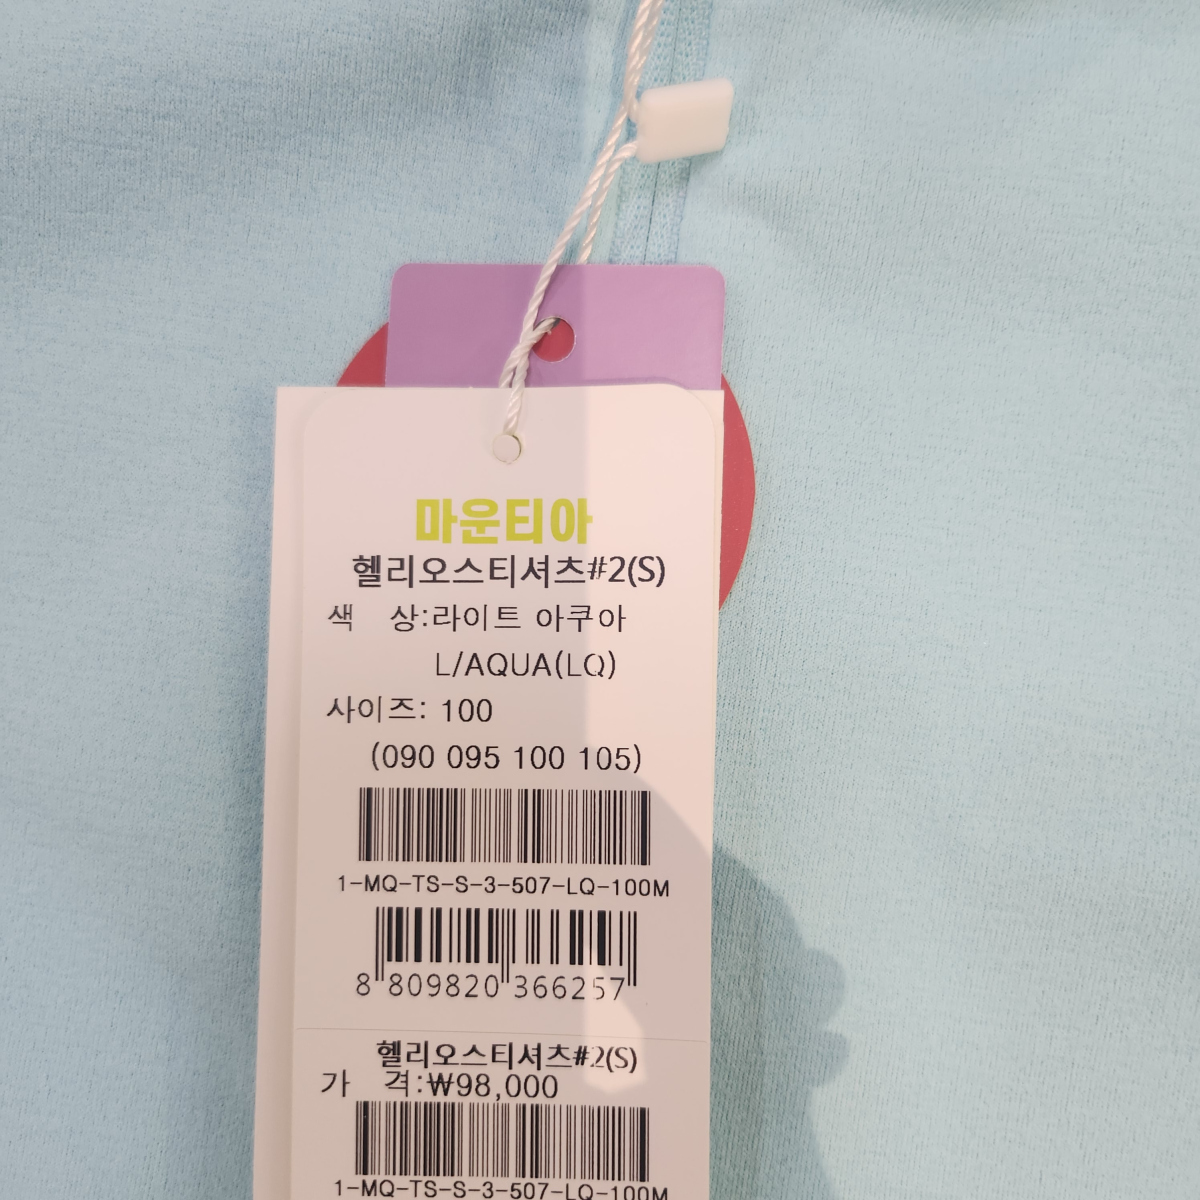 마운티아
헬리오스티셔츠#2(S)
색 상:라이트 아쿠아
L/AQUA(LQ)
사이즈: 100
(090 095 100 105)
1-MQ-TS-S-3-507-LQ-100M
8 809820 366257
헬리오스티셔츠#2(S)
가 격:₩98,000
1-MQ-TS-S-3-507-LQ-100M